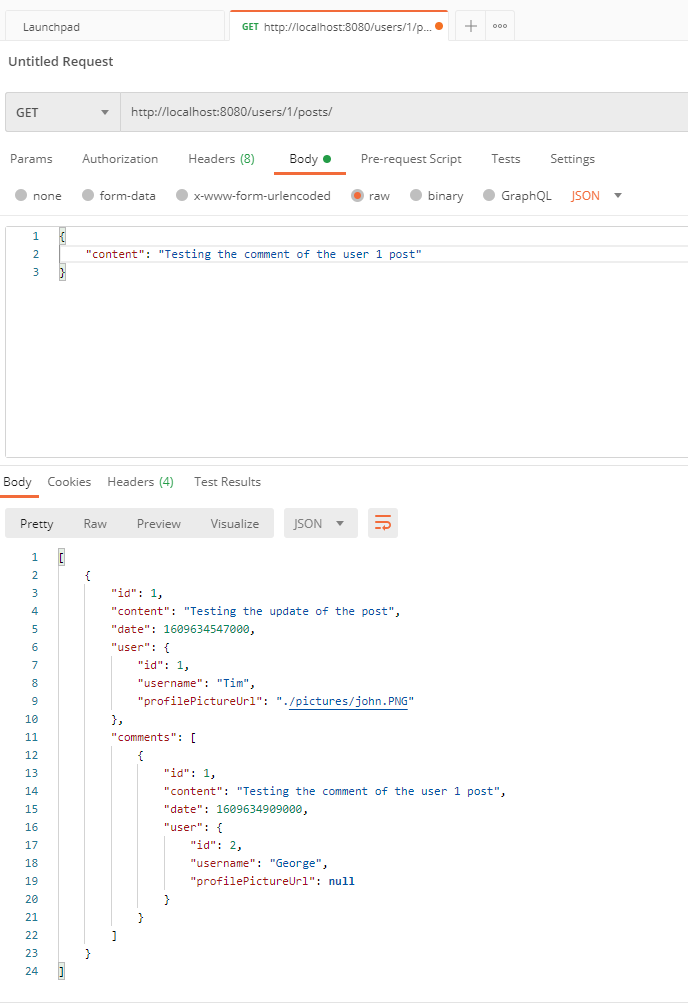 Launchpad
GET http://localhost:8080/users/1/p...
Untitled Request
GET http://localhost:8080/users/1/posts/
Params Authorization Headers (8) Body Pre-request Script Tests Settings
none form-data x-www-form-urlencoded raw binary GraphQL JSON
1 {
2 "content": "Testing the comment of the user 1 post"
3 }
Body Cookies Headers (4) Test Results
Pretty Raw Preview Visualize JSON
1 [
2 {
3 "id": 1,
4 "content": "Testing the update of the post",
5 "date": 1609634547000,
6 "user": {
7 "id": 1,
8 "username": "Tim",
9 "profilePictureUrl": "./pictures/john.PNG"
10 },
11 "comments": [
12 {
13 "id": 1,
14 "content": "Testing the comment of the user 1 post",
15 "date": 1609634909000,
16 "user": {
17 "id": 2,
18 "username": "George",
19 "profilePictureUrl": null
20 }
21 }
22 ]
23 }
24 ]